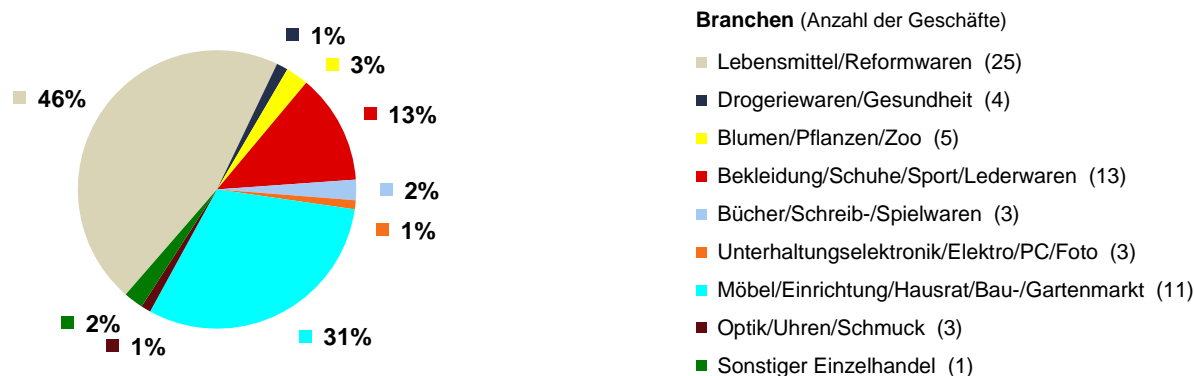 1%
3%
46%
13%
2%
1%
2%
1%
31%
Branchen (Anzahl der Geschäfte)
Lebensmittel/Reformwaren (25)
Drogeriewaren/Gesundheit (4)
Blumen/Pflanzen/Zoo (5)
Bekleidung/Schuhe/Sport/Lederwaren (13)
Bücher/Schreib-/Spielwaren (3)
Unterhaltungselektronik/Elektro/PC/Foto (3)
Möbel/Einrichtung/Hausrat/Bau-/Gartenmarkt (11)
Optik/Uhren/Schmuck (3)
Sonstiger Einzelhandel (1)